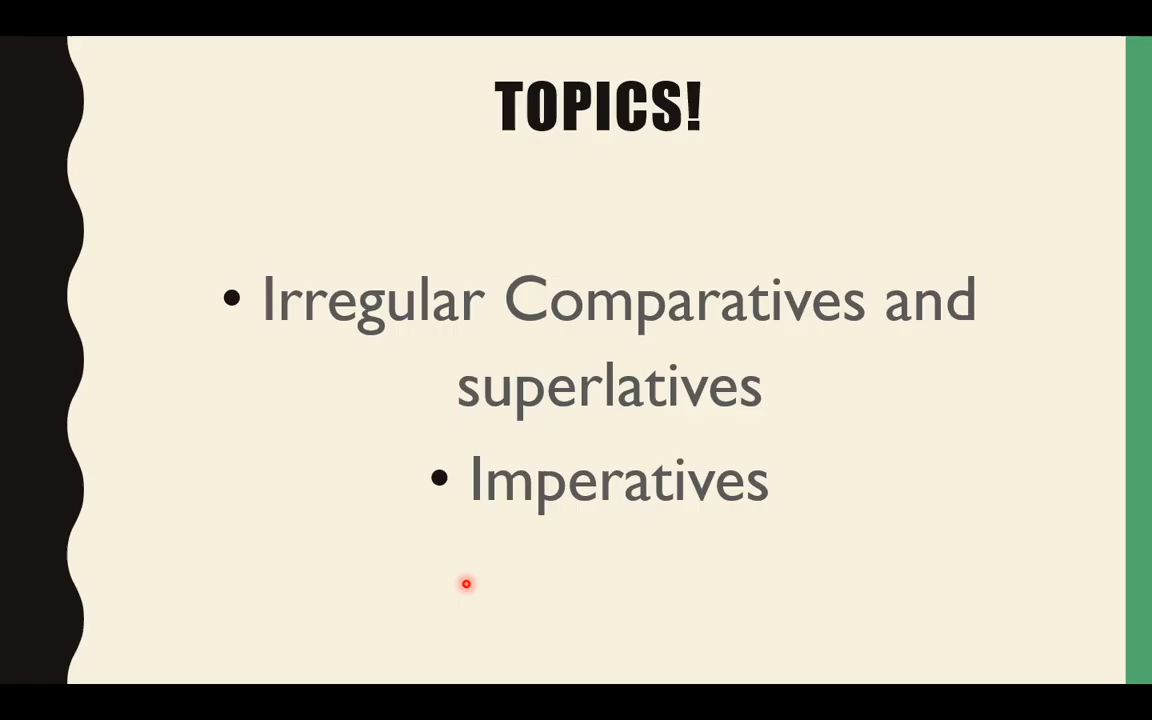 TOPICS!
• Irregular Comparatives and
superlatives
• Imperatives